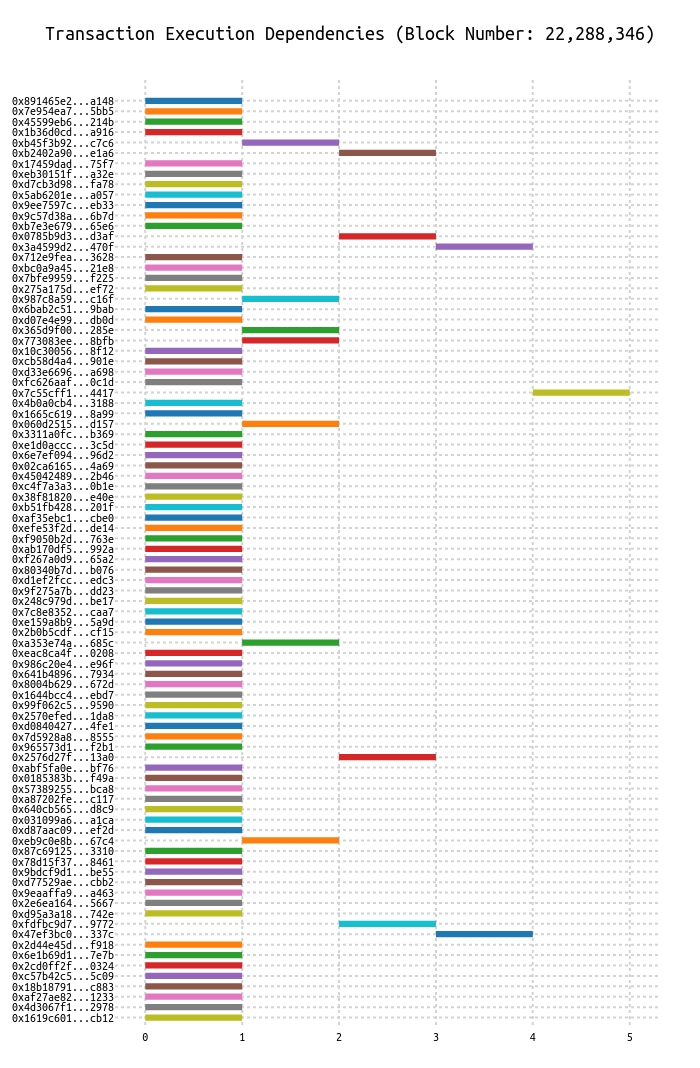 Transaction Execution Dependencies (Block Number: 22,288,346)
0x891465e2...a148
0x7e954ea7...5bb5
0x45599eb6...214b
0x1b36d0cd...a916
0xb45f3b92...c7c6
0xb2402a90...e1a6
0x17459dad...75f7
0xeb30151f...a32e
0xd7cb3d98...fa78
0x5ab6201e...a057
0x9ee7597c...eb33
0x9c57d38a...6b7d
0xb7e3e679...65e6
0x0785b9d3...d3af
0x3a4599d2...470f
0x712e9fea...3628
0xbc0a9a45...21e8
0x7bfe9959...f225
0x275a175d...ef72
0x987c8a59...c16f
0x6bab2c51...9bab
0xd07e4e99...db0d
0x365d9f00...285e
0x773083ee...8bfb
0x10c30056...8f12
0xcb58d4a4...901e
0xd33e6696...a698
0xfc626aaf...0c1d
0x7c55cff1...4417
0x4b0a0cb4...3188
0x1665c619...8a99
0x060d2515...d157
0x3311a0fc...b369
0xe1d0accc...3c5d
0x6e7ef094...96d2
0x02ca6165...4a69
0x45042489...2b46
0xc4f7a3a3...0b1e
0x38f81820...e40e
0xb51fb428...201f
0xaf35ebc1...cbe0
0xefe53f2d...de14
0xf9050b2d...763e
0xab170df5...992a
0xf267a0d9...65a2
0x80340b7d...b076
0xd1ef2fcc...edc3
0x9f275a7b...dd23
0x248c979d...be17
0x7c8e8352...caa7
0xe159a8b9...5a9d
0x2b0b5cdf...cf15
0xa353e74a...685c
0xeac8ca4f...0208
0x986c20e4...e96f
0x641b4896...7934
0x8004b629...672d
0x1644bcc4...ebd7
0x99f062c5...9590
0x2570efed...1da8
0xd0840427...4fe1
0x7d5928a8...8555
0x965573d1...f2b1
0x2576d27f...13a0
0xabf5fa0e...bf76
0x0185383b...f49a
0x57389255...bca8
0xa87202fe...c117
0x640cb565...d8c9
0x031099a6...a1ca
0xd87aac09...ef2d
0xeb9c0e8b...67c4
0x87c69125...3310
0x78d15f37...8461
0x9bdcf9d1...be55
0xd77529ae...cbb2
0x9eaaffa9...a463
0x2e6ea164...5667
0xd95a3a18...742e
0xfdfbc9d7...9772
0x47ef3bc0...337c
0x2d44e45d...f918
0x6e1b69d1...7e7b
0x2cd0ff2f...0324
0xc57b42c5...5c09
0x18b18791...c883
0xaf27ae82...1233
0x4d3067f1...2978
0x1619c601...cb12
0 1 2 3 4 5